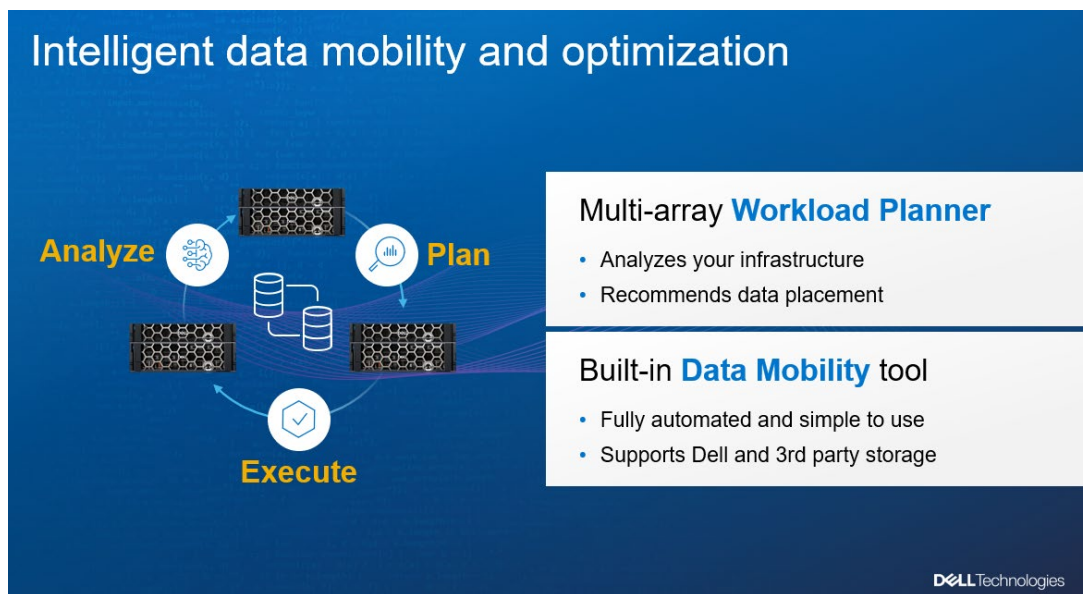 Intelligent data mobility and optimization
Analyze
Plan
Execute
Multi-array Workload Planner
• Analyzes your infrastructure
• Recommends data placement
Built-in Data Mobility tool
• Fully automated and simple to use
• Supports Dell and 3rd party storage
DELLTechnologies